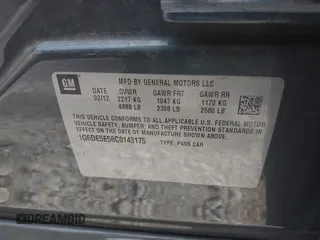 GM
MFD BY GENERAL MOTORS LLC
DATE GVWR GAWR FRT GAWR RR
02/12 2217 KG 1047 KG 1170 KG
4888 LB 2308 LB 2580 LB
THIS VEHICLE CONFORMS TO ALL APPLICABLE U.S. FEDERAL MOTOR
VEHICLE SAFETY, BUMPER, AND THEFT PREVENTION STANDARDS IN
EFFECT ON THE DATE OF MANUFACTURE SHOWN ABOVE.
1G6DE5E58C0143175 TYPE: PASS CAR
BIDFAX